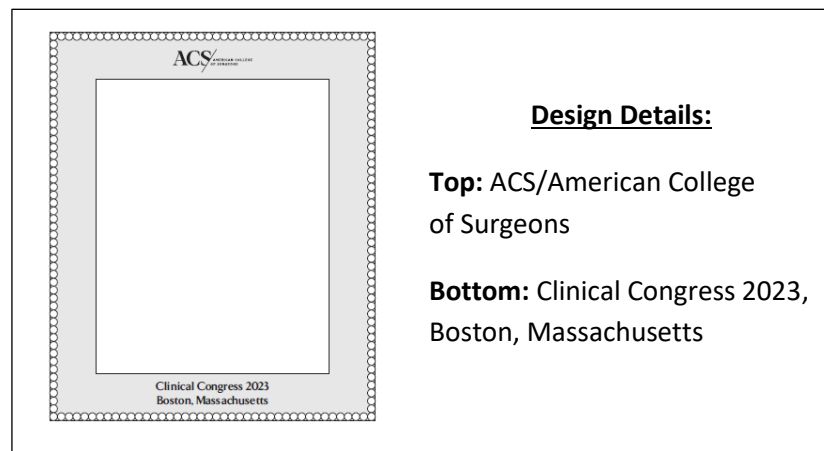 ACS/ AMERICAN COLLEGE
OF SURGEONS
Clinical Congress 2023
Boston, Massachusetts
Design Details:
Top: ACS/American College
of Surgeons
Bottom: Clinical Congress 2023,
Boston, Massachusetts